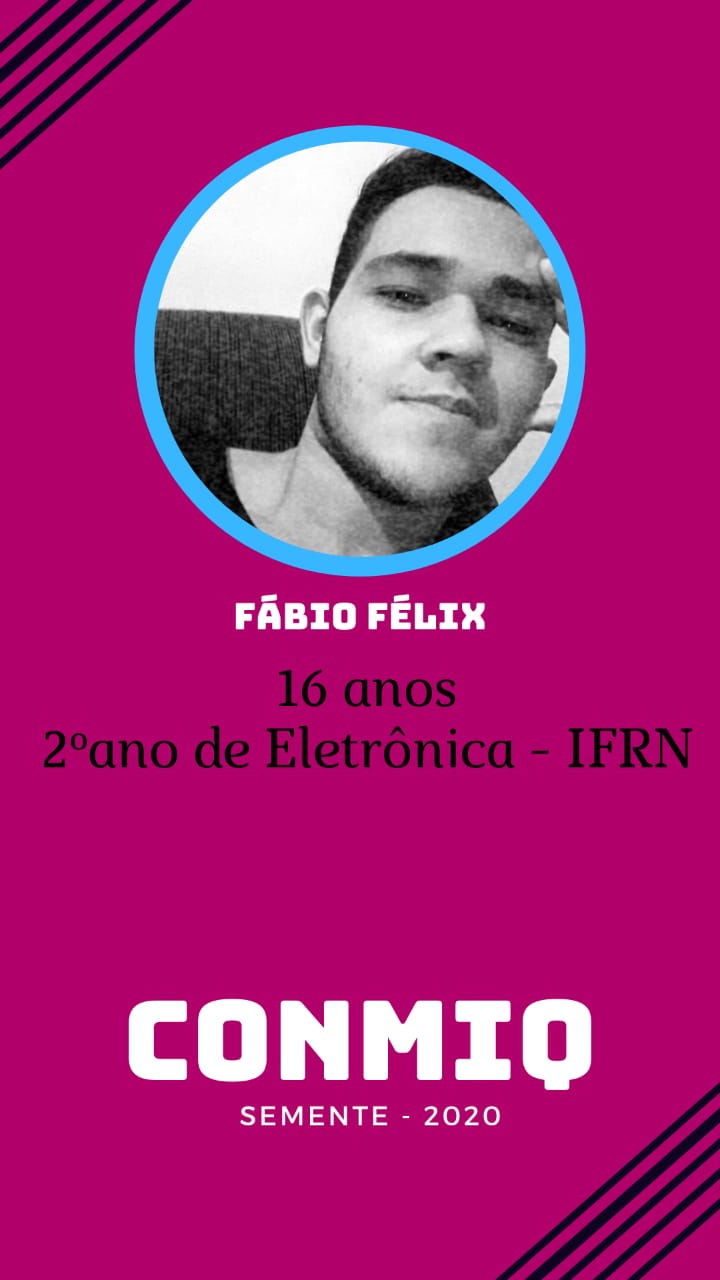 FÁBIO FÉLIX
16 anos
2ºano de Eletrônica - IFRN
CONMIQ
SEMENTE - 2020